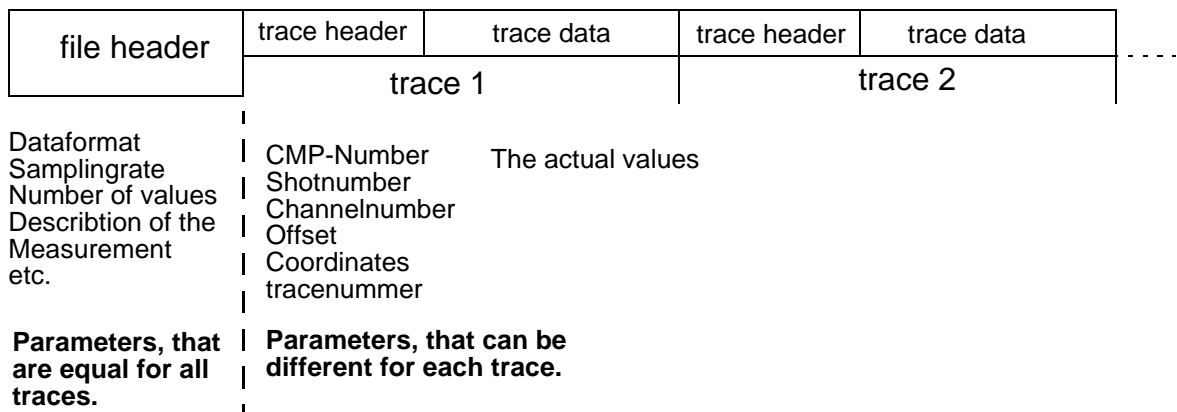 file header
trace header
trace data
trace header
trace data
trace 1
trace 2
Dataformat
Samplingrate
Number of values
Describtion of the
Measurement
etc.
Parameters, that
are equal for all
traces.
CMP-Number
Shotnumber
Channelnumber
Offset
Coordinates
tracenummer
The actual values
Parameters, that can be
different for each trace.